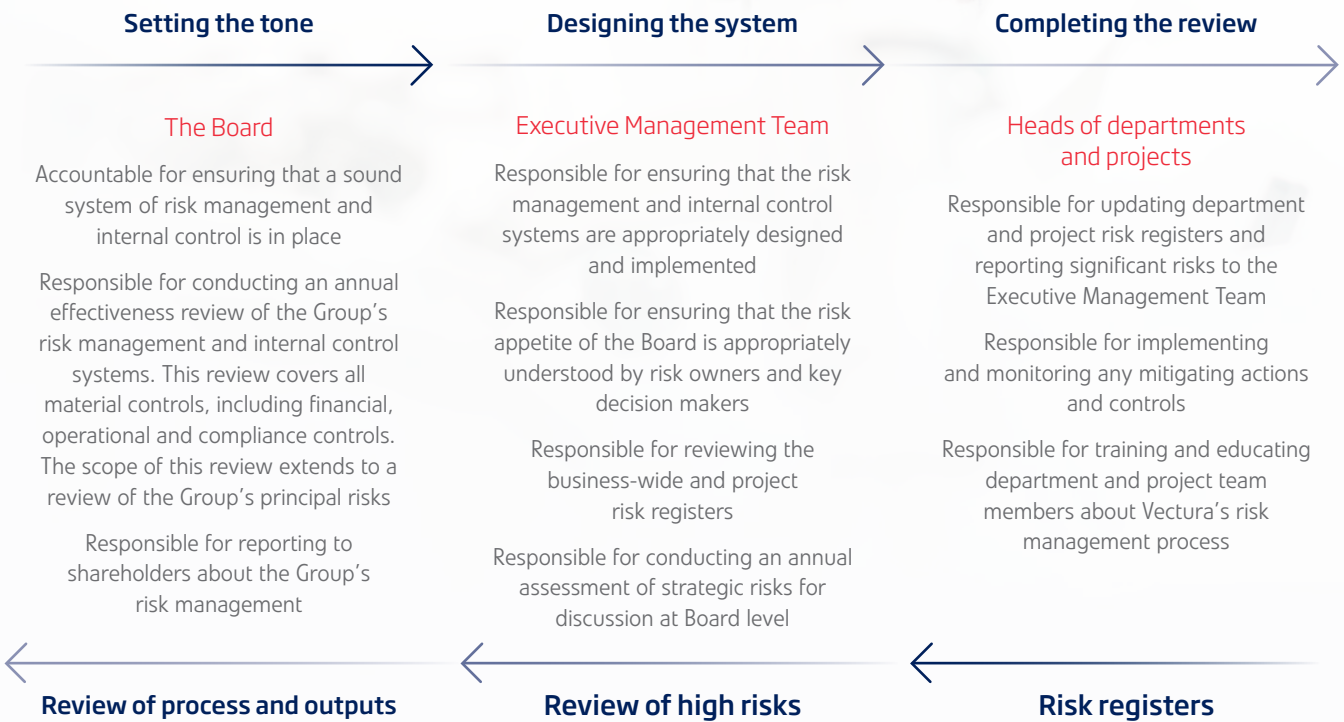 Setting the tone
Designing the system
Completing the review
The Board
Accountable for ensuring that a sound
system of risk management and
internal control is in place
Responsible for conducting an annual
effectiveness review of the Group's
risk management and internal control
systems. This review covers all
material controls, including financial,
operational and compliance controls.
The scope of this review extends to a
review of the Group's principal risks
Responsible for reporting to
shareholders about the Group's
risk management
Executive Management Team
Responsible for ensuring that the risk
management and internal control
systems are appropriately designed
and implemented
Responsible for ensuring that the risk
appetite of the Board is appropriately
understood by risk owners and key
decision makers
Responsible for reviewing the
business-wide and project
risk registers
Responsible for conducting an annual
assessment of strategic risks for
discussion at Board level
Heads of departments
and projects
Responsible for updating department
and project risk registers and
reporting significant risks to the
Executive Management Team
Responsible for implementing
and monitoring any mitigating actions
and controls
Responsible for training and educating
department and project team
members about Vectura's risk
management process
Review of process and outputs
Review of high risks
Risk registers